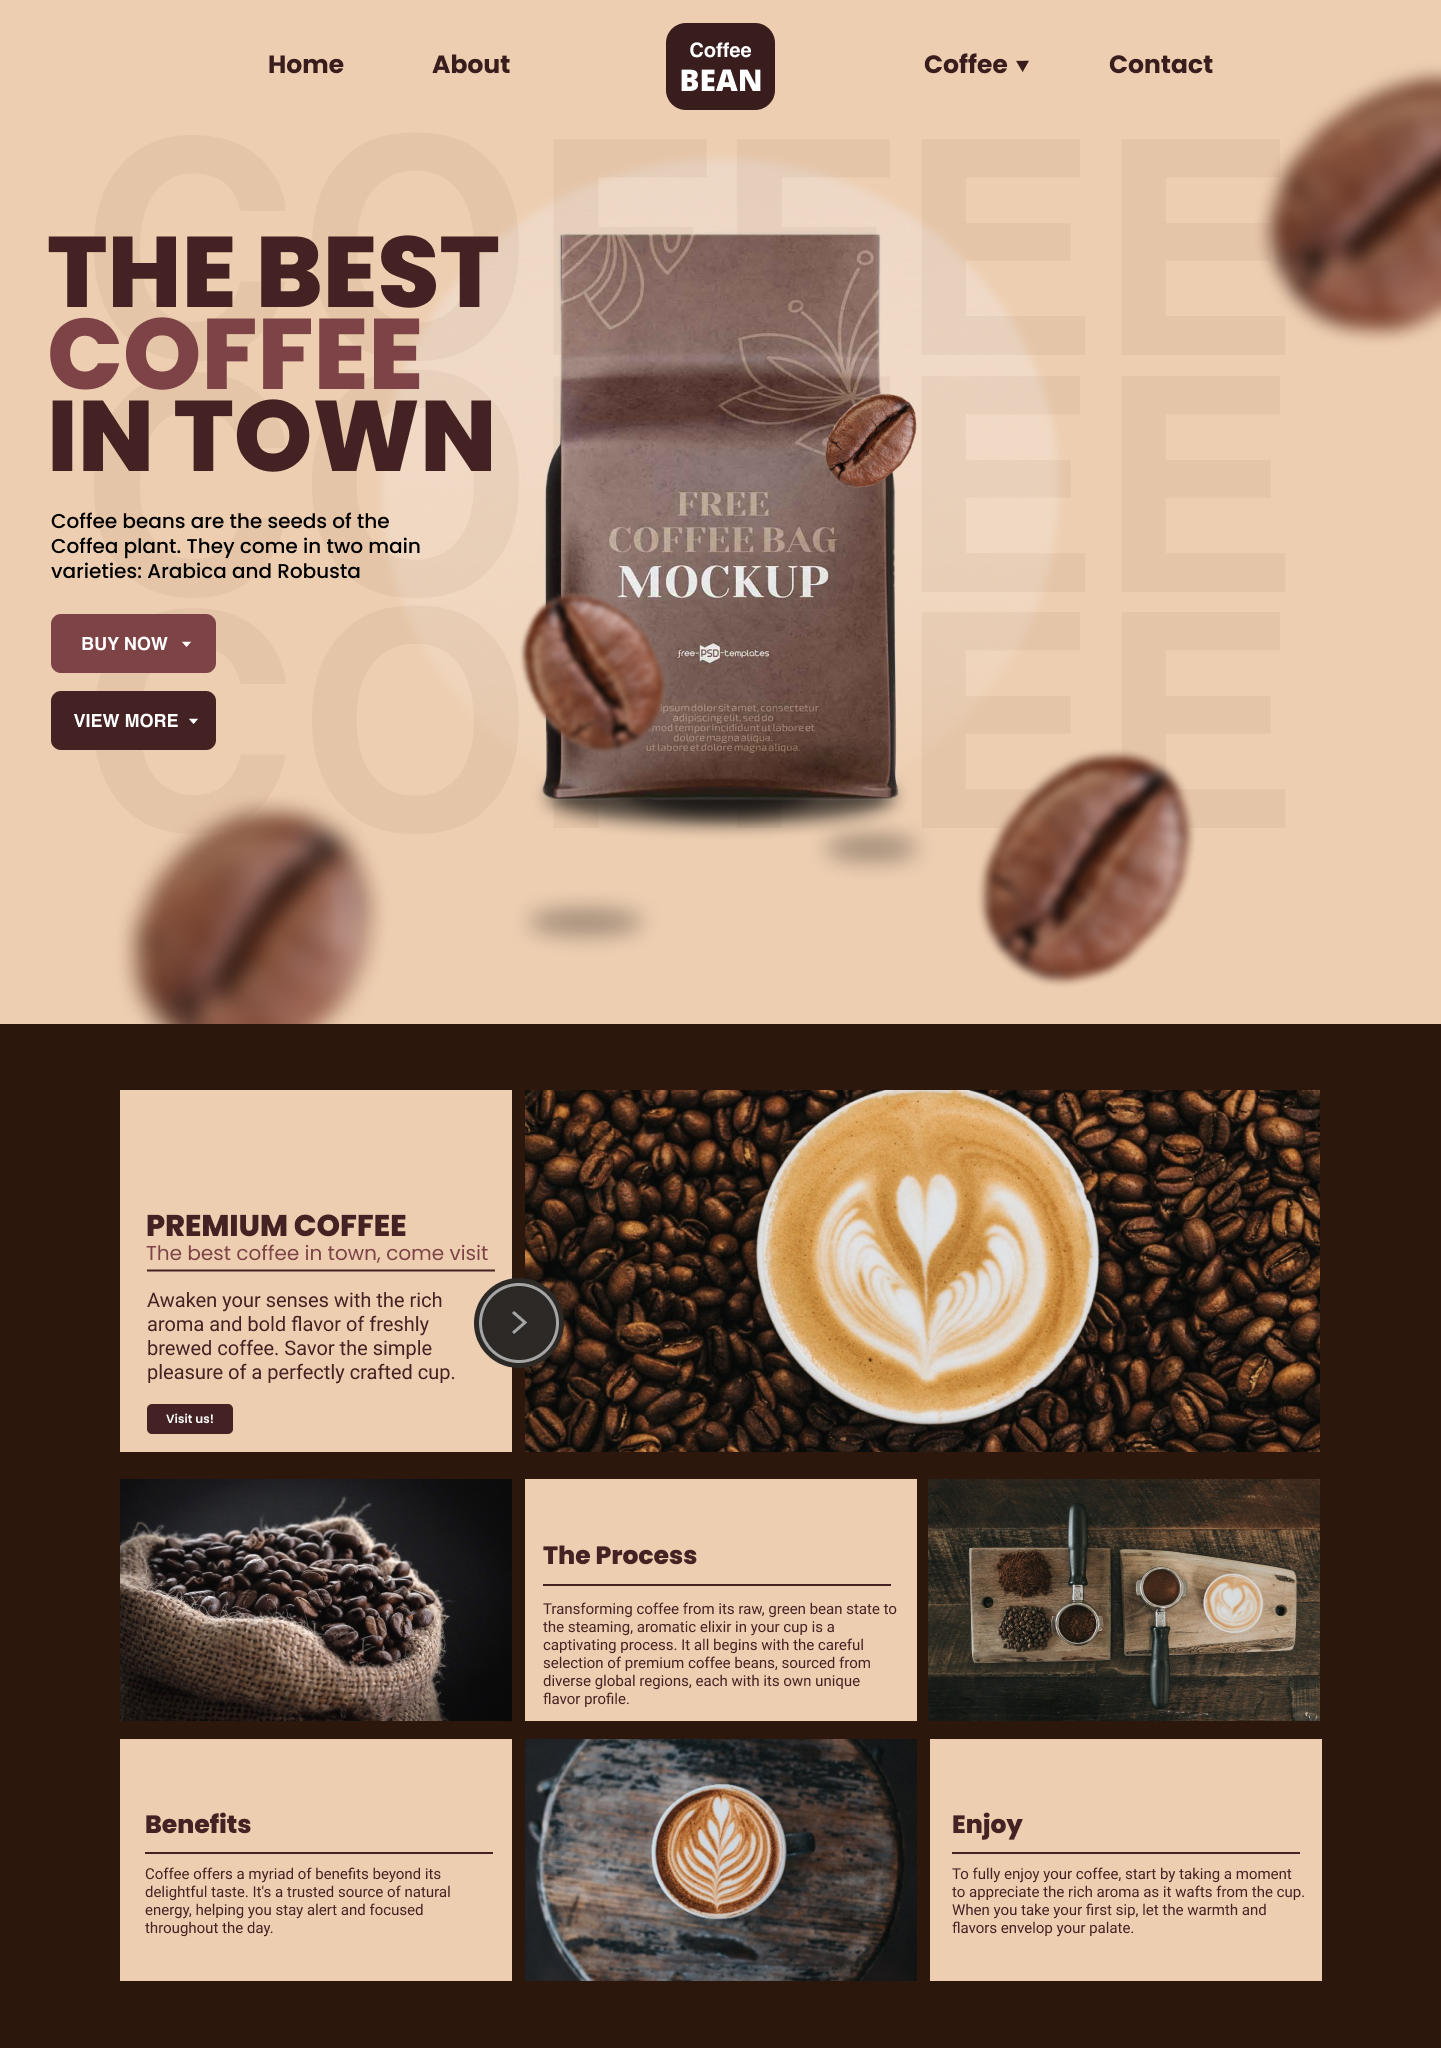 Home
About
Coffee
BEAN
Coffee
Contact
COFFEE
COFFEE
COFFEE
THE BEST
COFFEE
IN TOWN
Coffee beans are the seeds of the
Coffea plant. They come in two main
varieties: Arabica and Robusta
BUY NOW
VIEW MORE
FREE
COFFEE BAG
MOCKUP
free-PSD-templates
ipsum dolor sit amet, consectetur
adipiscing elit, sed do
mod tempor incididunt ut labore et
dolore magna aliqua.
ut labore et dolore magna aliqua.
PREMIUM COFFEE
The best coffee in town, come visit
Awaken your senses with the rich
aroma and bold flavor of freshly
brewed coffee. Savor the simple
pleasure of a perfectly crafted cup.
Visit us!
The Process
Transforming coffee from its raw, green bean state to
the steaming, aromatic elixir in your cup is a
captivating process. It all begins with the careful
selection of premium coffee beans, sourced from
diverse global regions, each with its own unique
flavor profile.
Benefits
Coffee offers a myriad of benefits beyond its
delightful taste. It's a trusted source of natural
energy, helping you stay alert and focused
throughout the day.
Enjoy
To fully enjoy your coffee, start by taking a moment
to appreciate the rich aroma as it wafts from the cup.
When you take your first sip, let the warmth and
flavors envelop your palate.